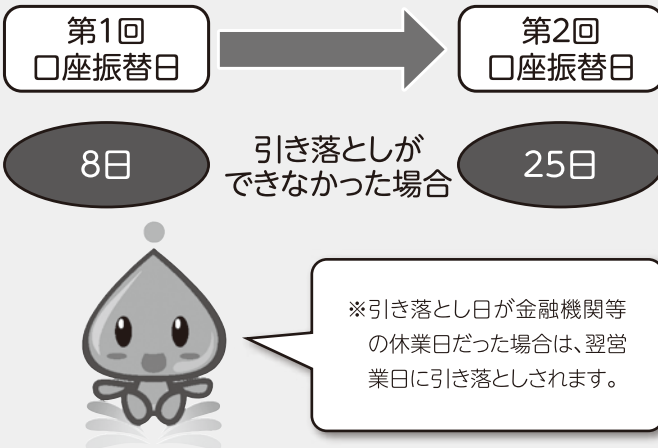 第1回
口座振替日
第2回
口座振替日
8日
引き落としが
できなかった場合
25日
※引き落とし日が金融機関等
の休業日だった場合は、翌営
業日に引き落としされます。